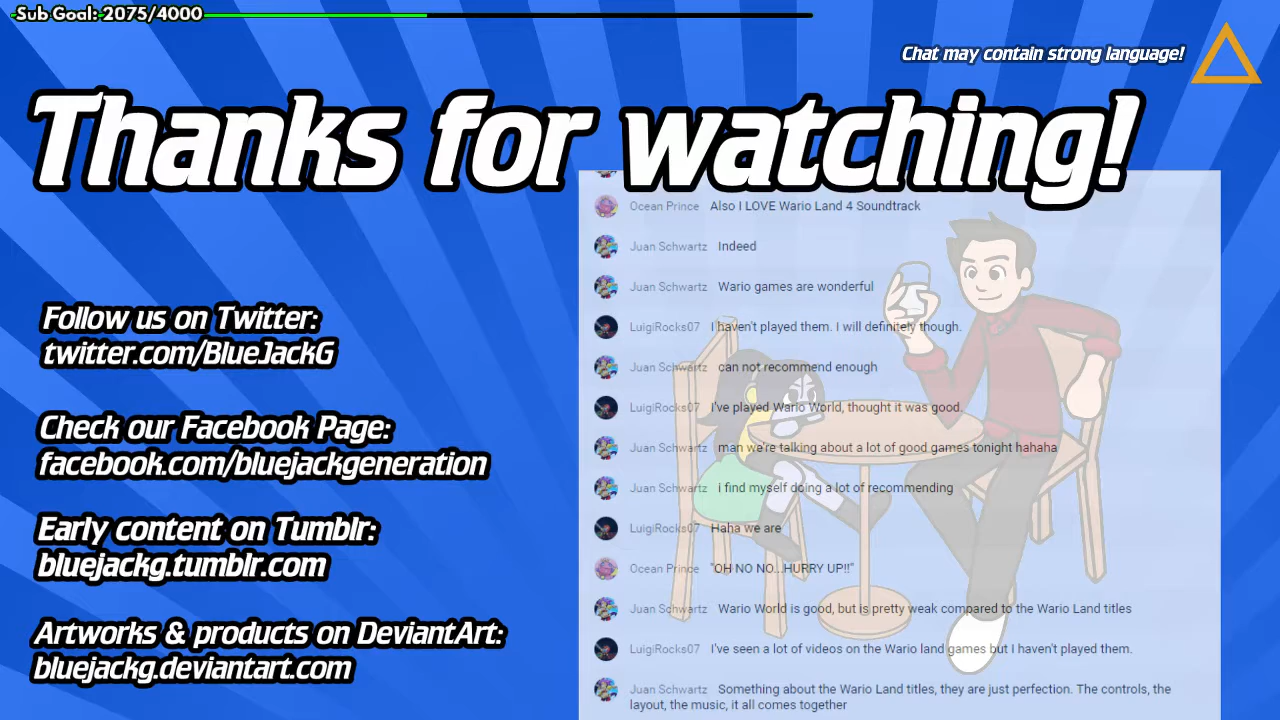 Sub Goal: 2075/4000
Chat may contain strong language!
Thanks for watching!
Follow us on Twitter:
twitter.com/BlueJackG
Check our Facebook Page:
facebook.com/bluejackgeneration
Early content on Tumblr:
bluejackg.tumblr.com
Artworks & products on DeviantArt:
bluejackg.deviantart.com
Ocean Prince Also I LOVE Wario Land 4 Soundtrack
Juan Schwartz Indeed
Juan Schwartz Wario games are wonderful
LuigiRocks07 I haven't played them. I will definitely though.
Juan Schwartz can not recommend enough
LuigiRocks07 I've played Wario World, thought it was good.
Juan Schwartz man we're talking about a lot of good games tonight hahaha
Juan Schwartz i find myself doing a lot of recommending
LuigiRocks07 Haha we are
Ocean Prince "OH NO NO...HURRY UP!!"
Juan Schwartz Wario World is good, but is pretty weak compared to the Wario Land titles
LuigiRocks07 I've seen a lot of videos on the Wario land games but I haven't played them.
Juan Schwartz Something about the Wario Land titles, they are just perfection. The controls, the
layout, the music, it all comes together